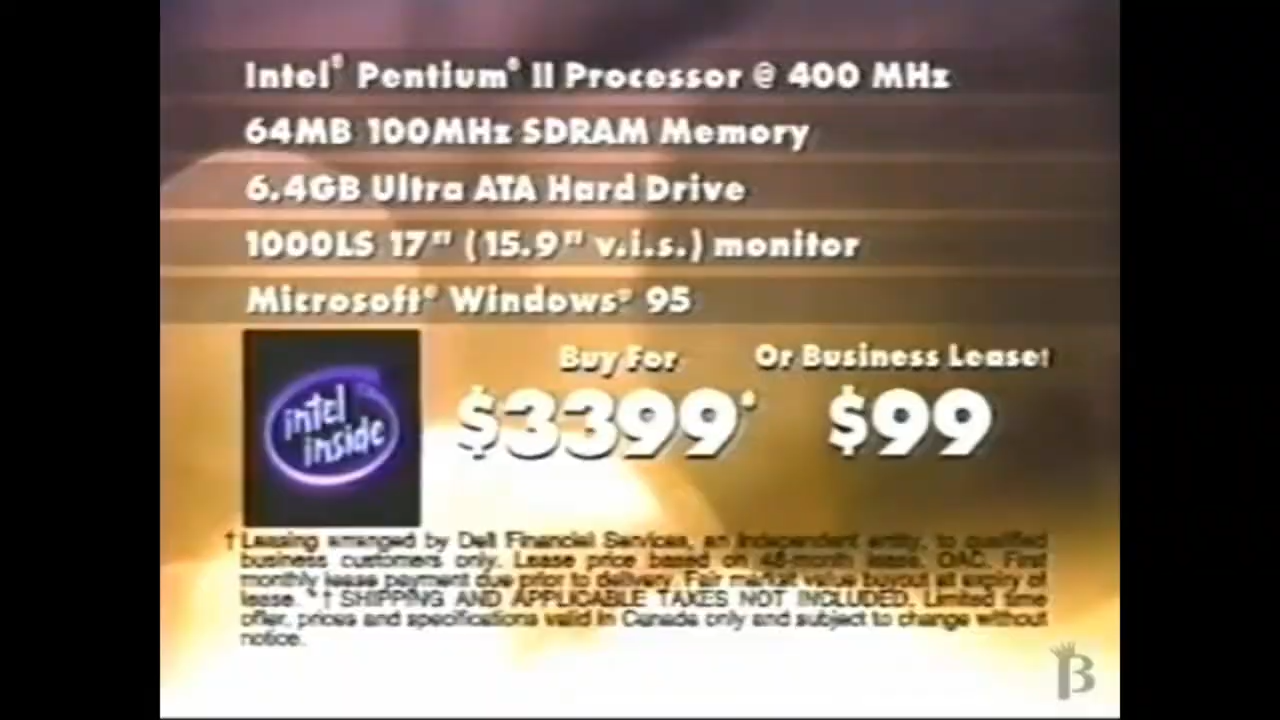 Intel® Pentium® II Processor @ 400 MHz
64MB 100MHz SDRAM Memory
6.4GB Ultra ATA Hard Drive
1000LS 17" (15.9" v.i.s.) monitor
Microsoft® Windows® 95
intel
inside
Buy For
Or Business Lease†
$3399*
$99
† Leasing arranged by Dell Financial Services, an independent entity, to qualified
business customers only. Lease price based on 48-month lease. OAC. First
monthly lease payment due prior to delivery. Fair market value buyout at expiry of
lease. *† SHIPPING AND APPLICABLE TAXES NOT INCLUDED. Limited time
offer, prices and specifications valid in Canada only and subject to change without
notice.
B